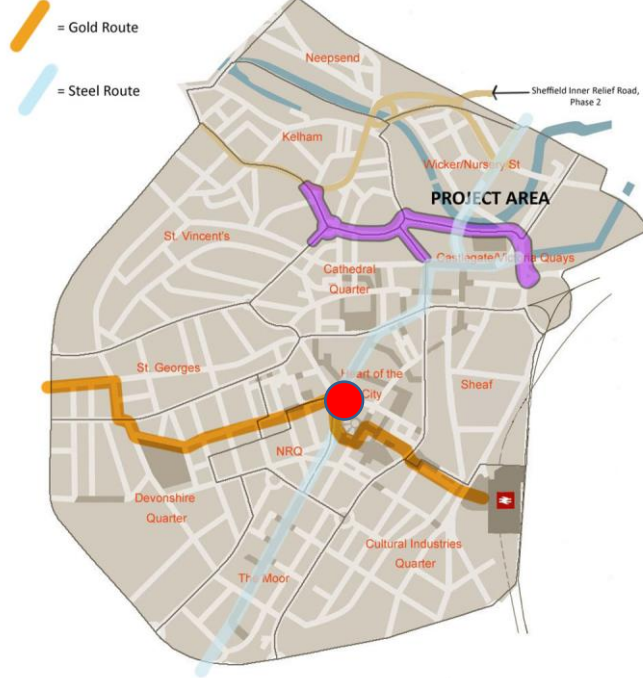 = Gold Route
= Steel Route
Neepsend
Sheffield Inner Relief Road,
Phase 2
Kelham
Wicker/Nursery St
PROJECT AREA
St. Vincent's
Castlegate/Victoria Quays
Cathedral
Quarter
St. Georges
Heart of the
City
Sheaf
NRQ
Devonshire
Quarter
Cultural Industries
Quarter
The Moor